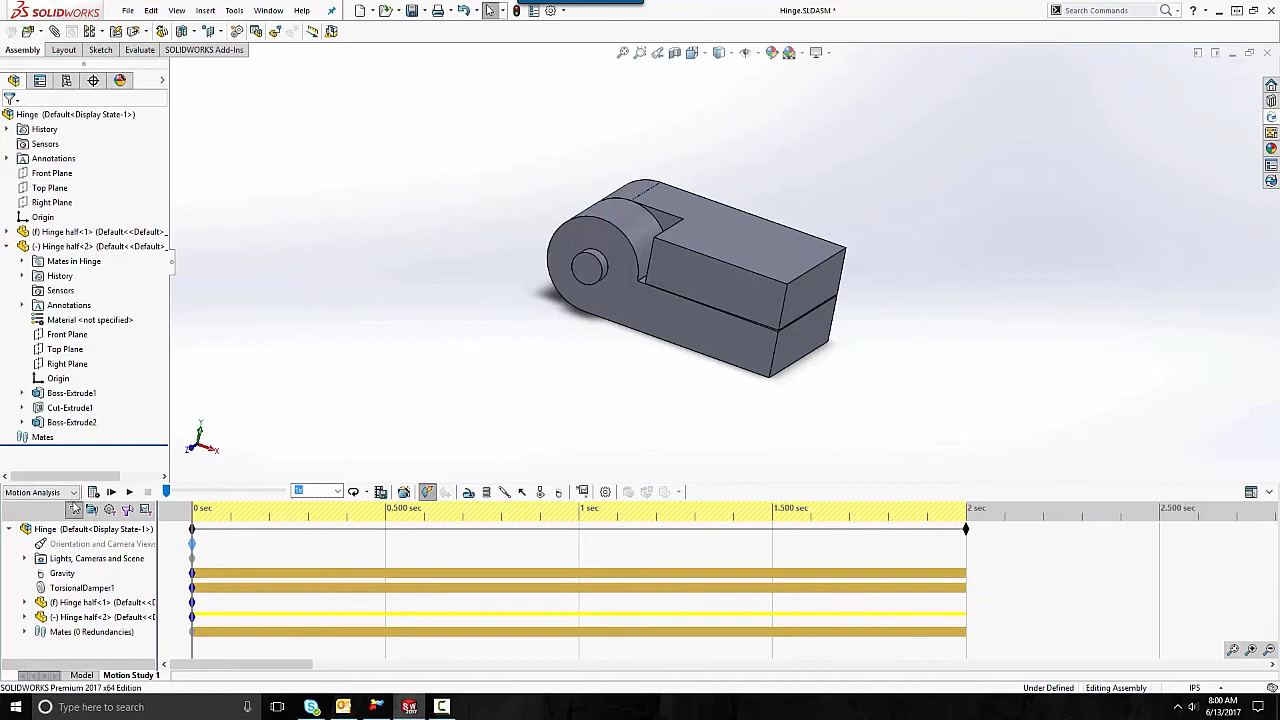 SOLIDWORKS File Edit View Insert Tools Window Help Hinge.SLDASM * Search Commands
Assembly Layout Sketch Evaluate SOLIDWORKS Add-Ins
Hinge (Default<Display State-1>)
History
Sensors
Annotations
Front Plane
Top Plane
Right Plane
Origin
(f) Hinge half<1> (Default<<Default>_
(-) Hinge half<2> (Default<<Default>_
Mates in Hinge
History
Sensors
Annotations
Material <not specified>
Front Plane
Top Plane
Right Plane
Origin
Boss-Extrude1
Cut-Extrude1
Boss-Extrude2
Mates
Y
Z X
Motion Analysis
0 sec 0.500 sec 1 sec 1.500 sec 2 sec 2.500 sec
Hinge (Default<Display State-1>)
Orientation and Camera Views
Lights, Cameras and Scene
Gravity
TorsionalDamper1
(f) Hinge half<1> (Default<<D
(-) Hinge half<2> (Default<<D
Mates (0 Redundancies)
Model Motion Study 1
SOLIDWORKS Premium 2017 x64 Edition Under Defined Editing Assembly IPS
Type here to search 8:00 AM
6/13/2017